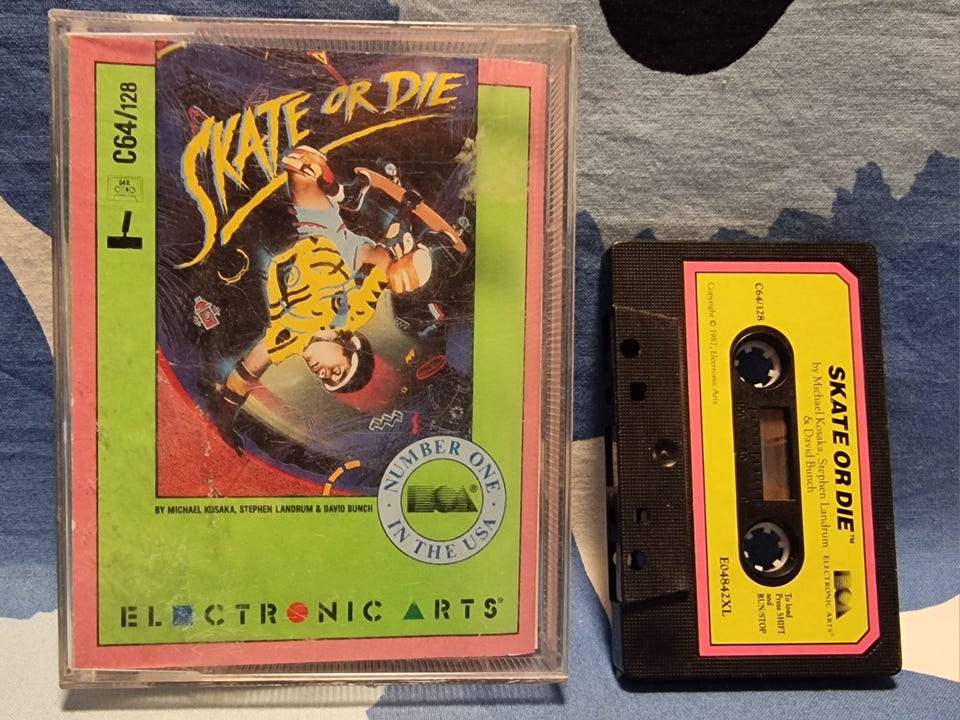 C64/128
64K
T
SKATE OR DIE
NUMBER ONE
EA®
IN THE USA
BY MICHAEL KOSAKA, STEPHEN LANDRUM & DAVID BUNCH
ELECTRONIC ARTS®
SKATE OR DIE™
by Michael Kosaka, Stephen Landrum
& David Bunch
EA
ELECTRONIC ARTS®
C64/128
E04842XL
To load
Press SHIFT
and
RUN/STOP
Copyright © 1987, Electronic Arts